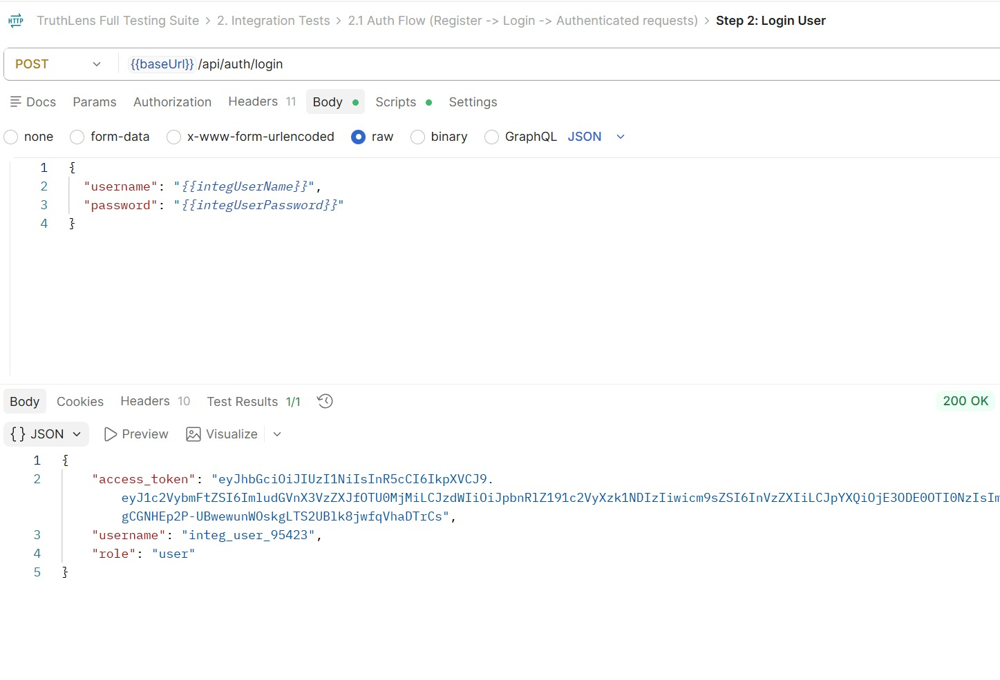 HTTP TruthLens Full Testing Suite > 2. Integration Tests > 2.1 Auth Flow (Register -> Login -> Authenticated requests) > Step 2: Login User
POST {{baseUrl}} /api/auth/login
Docs Params Authorization Headers 11 Body Scripts Settings
none form-data x-www-form-urlencoded raw binary GraphQL JSON
1 {
2 "username": "{{integUserName}}",
3 "password": "{{integUserPassword}}"
4 }
Body Cookies Headers 10 Test Results 1/1 200 OK
{} JSON Preview Visualize
1 {
2 "access_token": "eyJhbGciOiJIUzI1NiIsInR5cCI6IkpXVCJ9.
eyJ1c2VybmFtZSI6ImludGVnX3VzZXJfOTU0MjMiLCJzdWIiOiJpbnRlZ191c2VyXzk1NDIzIiwicm9sZSI6InVzZXIiLCJpYXQiOjE3ODE0OTI0NzIsIm
gCGNHEp2P-UBwewunWOskgLTS2UBlk8jwfqVhaDTrCs",
3 "username": "integ_user_95423",
4 "role": "user"
5 }